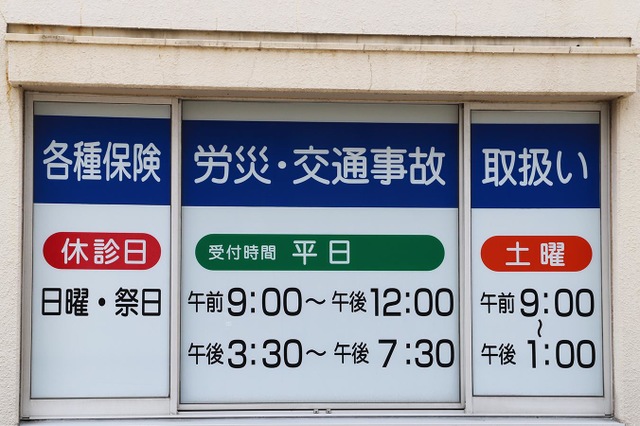 各種保険 労災・交通事故 取扱い
休診日
日曜・祭日
受付時間 平日
午前9:00～午後12:00
午後3:30～午後7:30
土曜
午前9:00
～
午後1:00